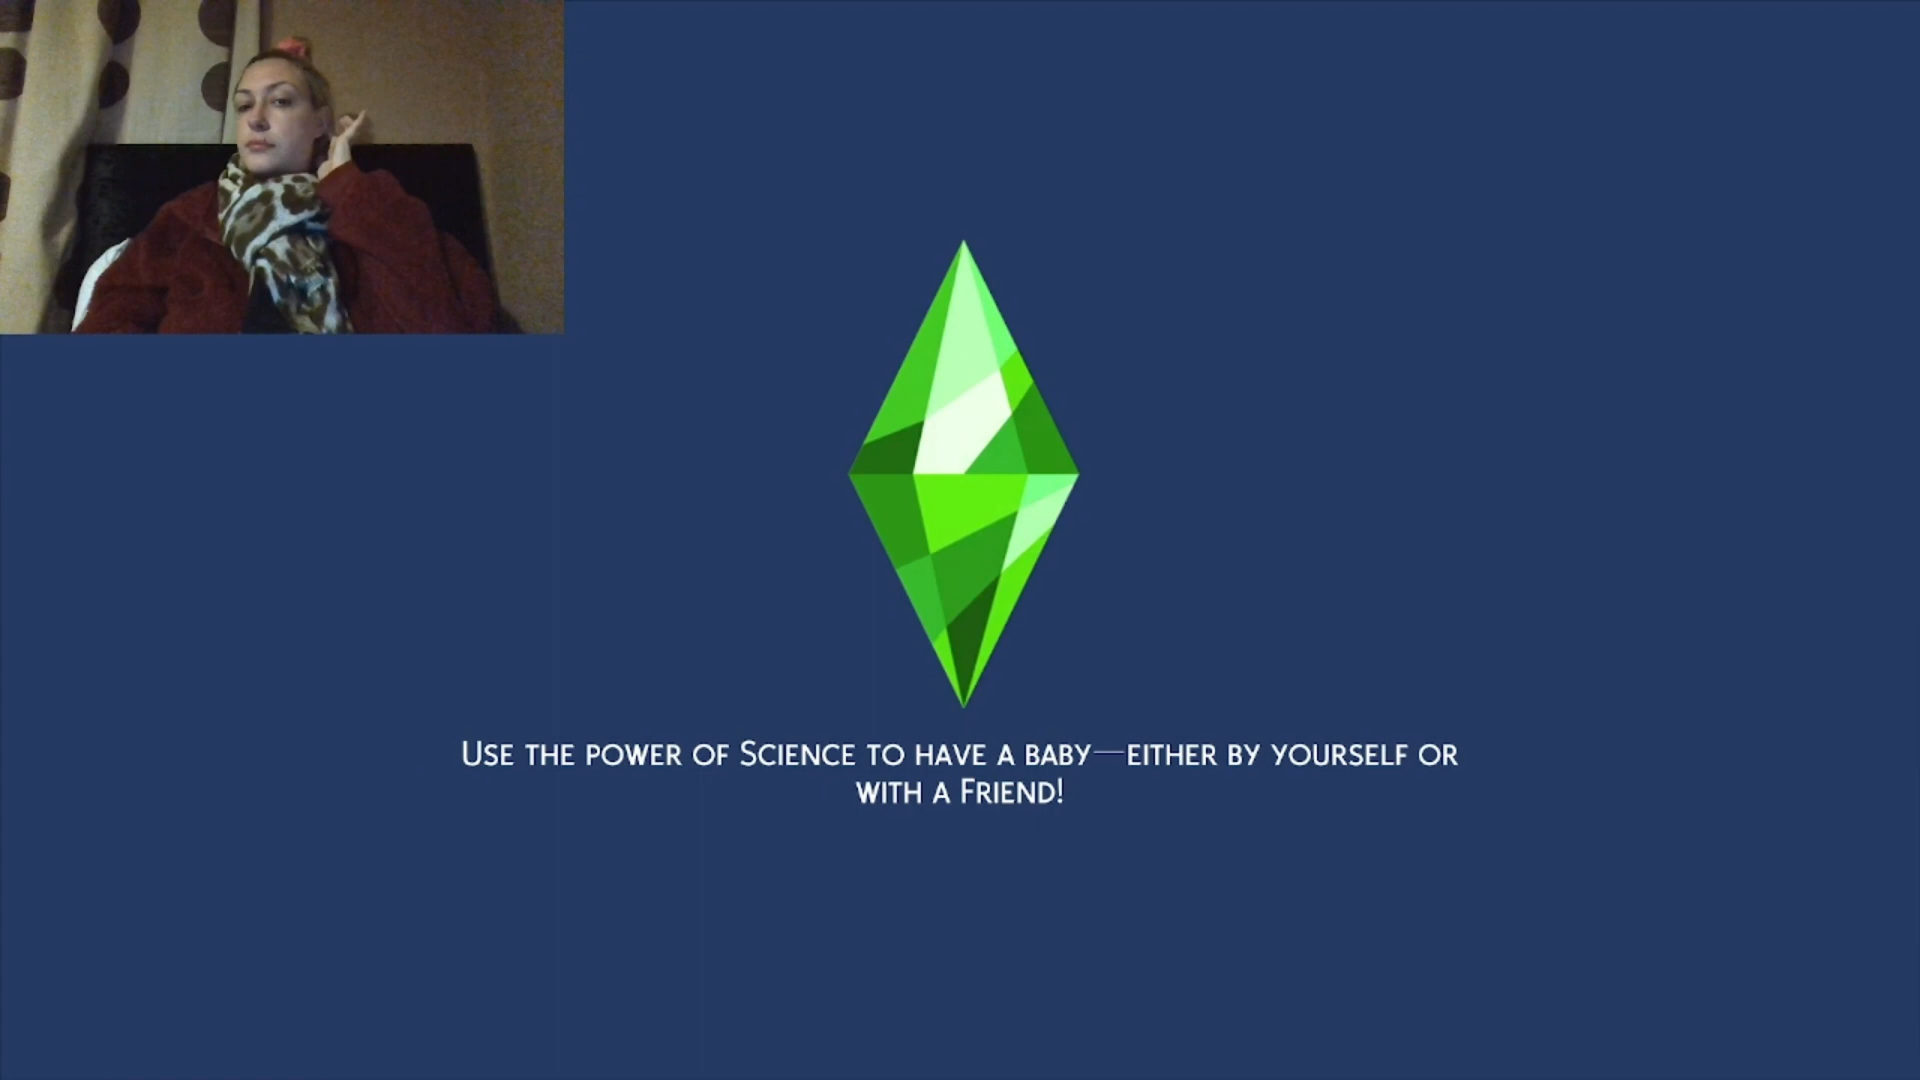 Use the power of Science to have a baby—either by yourself or
with a Friend!